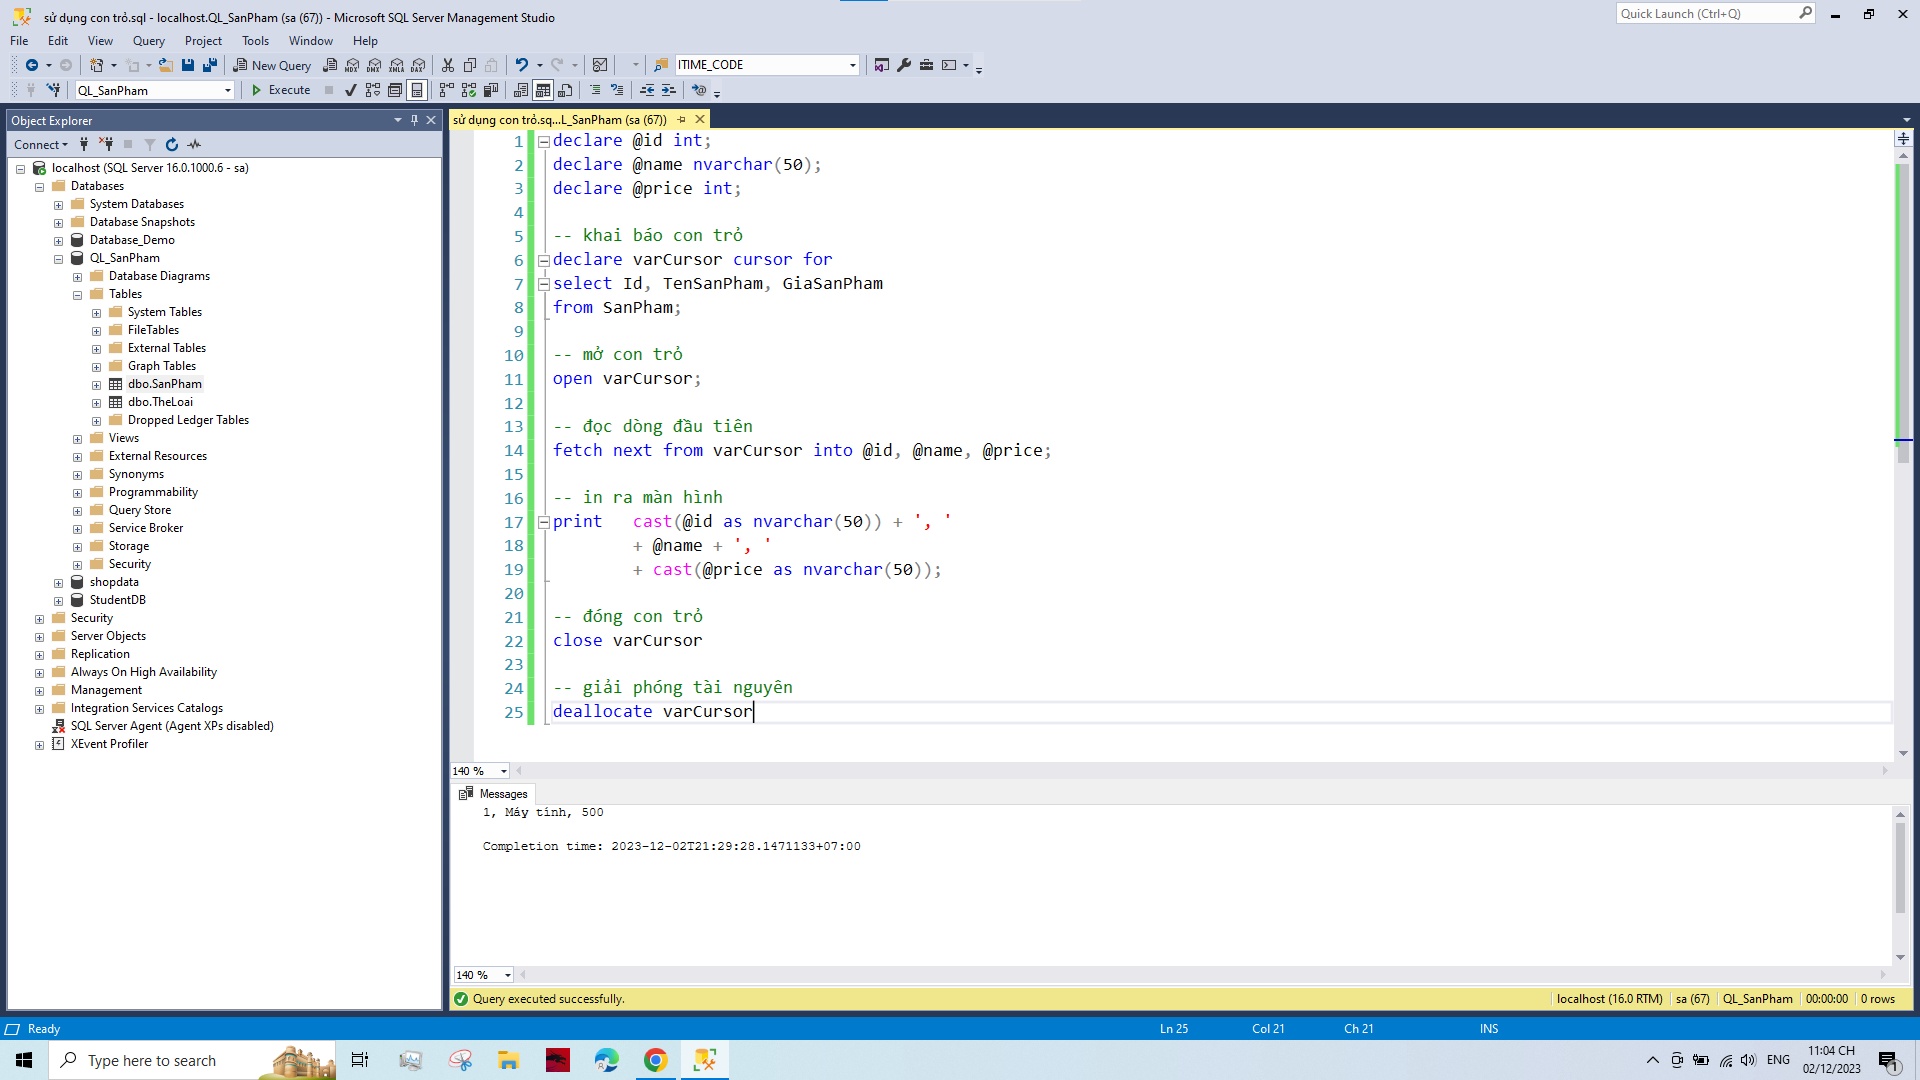 sử dụng con trỏ.sql - localhost.QL_SanPham (sa (67)) - Microsoft SQL Server Management Studio
Quick Launch (Ctrl+Q)
File Edit View Query Project Tools Window Help
New Query
MDX DMX XMLA DAX
ITIME_CODE
QL_SanPham
Execute
Object Explorer
Connect
localhost (SQL Server 16.0.1000.6 - sa)
Databases
System Databases
Database Snapshots
Database_Demo
QL_SanPham
Database Diagrams
Tables
System Tables
FileTables
External Tables
Graph Tables
dbo.SanPham
dbo.TheLoai
Dropped Ledger Tables
Views
External Resources
Synonyms
Programmability
Query Store
Service Broker
Storage
Security
shopdata
StudentDB
Security
Server Objects
Replication
Always On High Availability
Management
Integration Services Catalogs
SQL Server Agent (Agent XPs disabled)
XEvent Profiler
sử dụng con trỏ.sq...L_SanPham (sa (67))
1 declare @id int;
2 declare @name nvarchar(50);
3 declare @price int;
4
5 -- khai báo con trỏ
6 declare varCursor cursor for
7 select Id, TenSanPham, GiaSanPham
8 from SanPham;
9
10 -- mở con trỏ
11 open varCursor;
12
13 -- đọc dòng đầu tiên
14 fetch next from varCursor into @id, @name, @price;
15
16 -- in ra màn hình
17 print cast(@id as nvarchar(50)) + ', '
18 + @name + ', '
19 + cast(@price as nvarchar(50));
20
21 -- đóng con trỏ
22 close varCursor
23
24 -- giải phóng tài nguyên
25 deallocate varCursor
140 %
Messages
1, Máy tính, 500
Completion time: 2023-12-02T21:29:28.1471133+07:00
140 %
Query executed successfully.
localhost (16.0 RTM) sa (67) QL_SanPham 00:00:00 0 rows
Ready
Ln 25 Col 21 Ch 21 INS
Type here to search
ENG
11:04 CH
02/12/2023
1